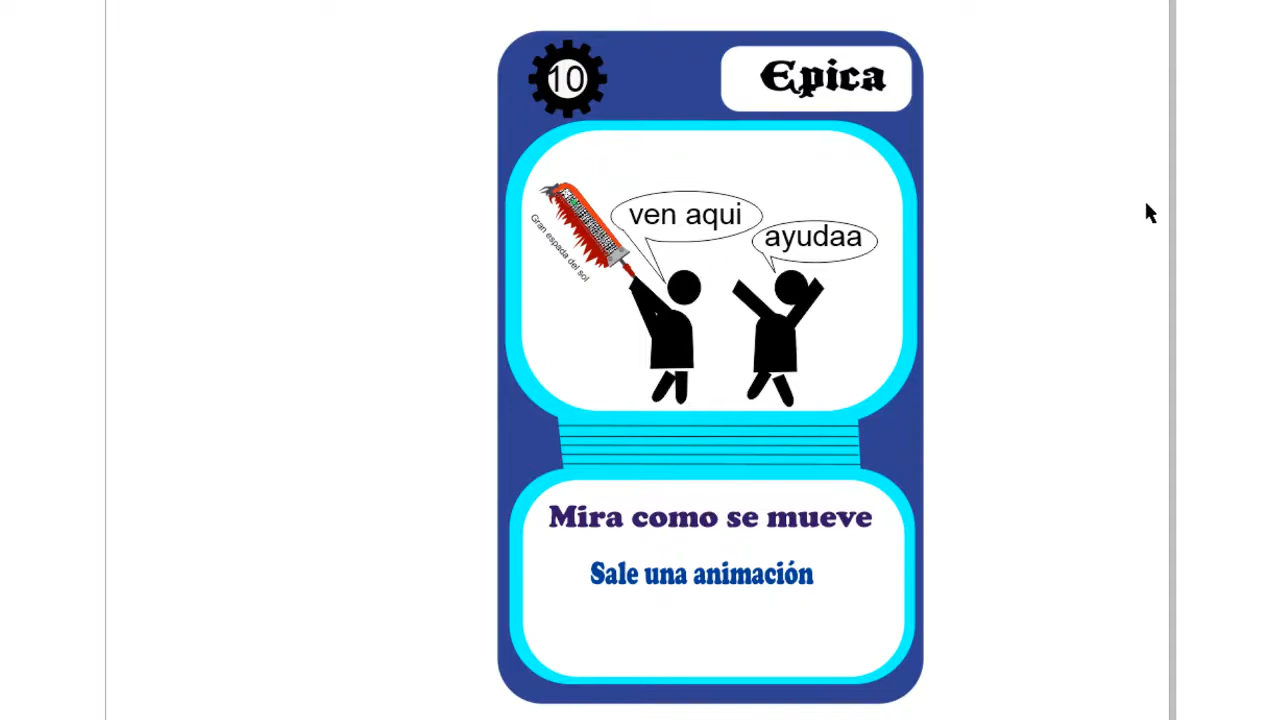 10
Epica
ven aqui
ayudaa
Gran espada del sol
Mira como se mueve
Sale una animación